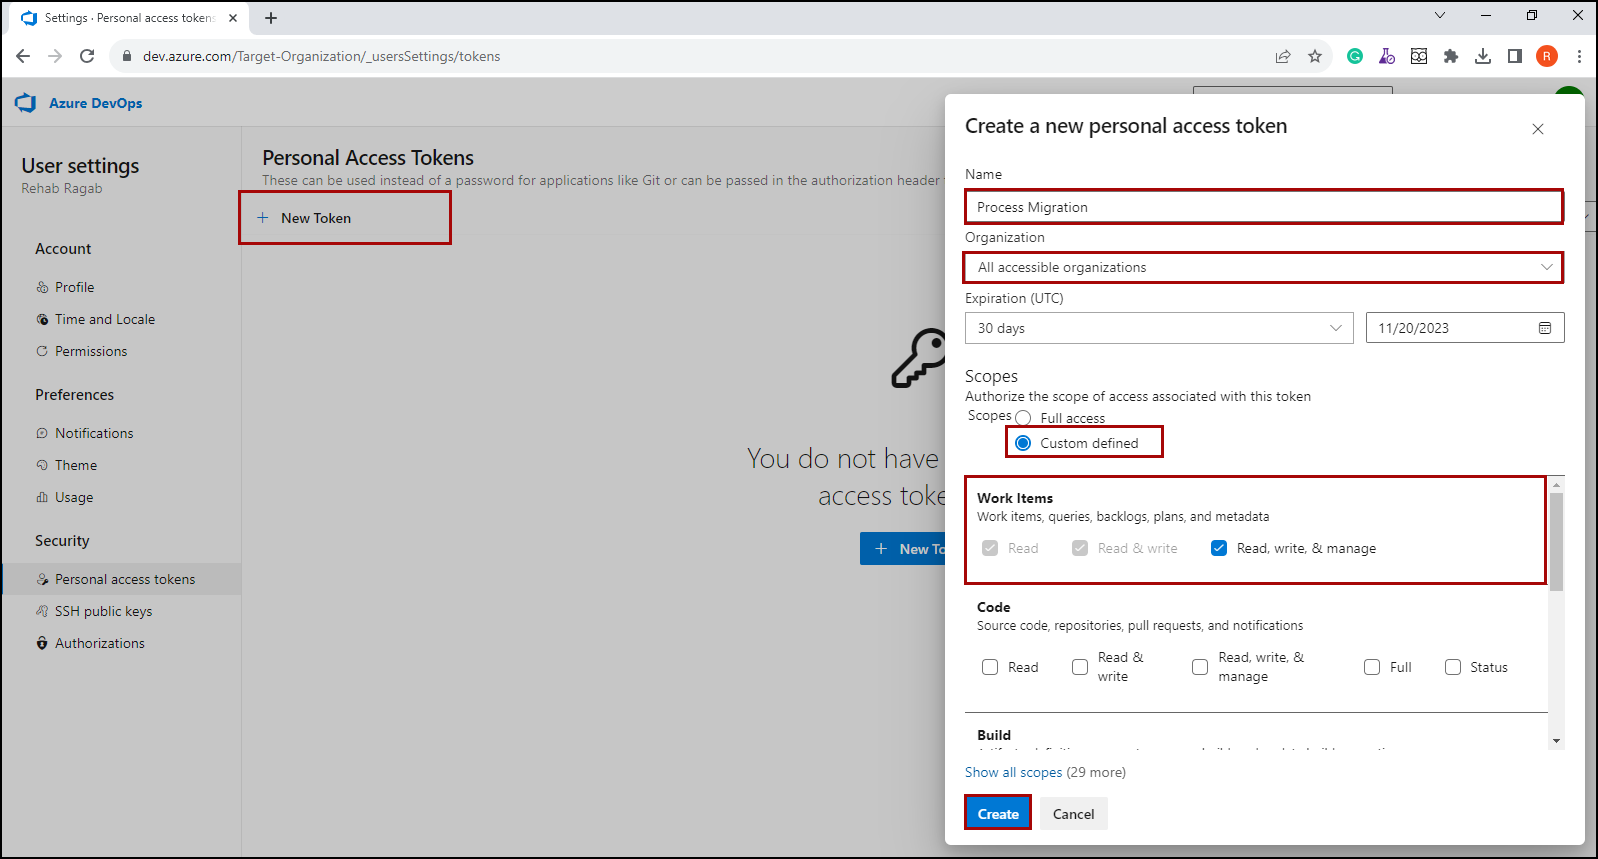 Settings · Personal access tokens
dev.azure.com/Target-Organization/_usersSettings/tokens
R
Azure DevOps
User settings
Rehab Ragab
Account
Profile
Time and Locale
Permissions
Preferences
Notifications
Theme
Usage
Security
Personal access tokens
SSH public keys
Authorizations
Personal Access Tokens
These can be used instead of a password for applications like Git or can be passed in the authorization header
+ New Token
You do not have
access toke
+ New To
Create a new personal access token
Name
Process Migration
Organization
All accessible organizations
Expiration (UTC)
30 days
11/20/2023
Scopes
Authorize the scope of access associated with this token
Scopes
Full access
Custom defined
Work Items
Work items, queries, backlogs, plans, and metadata
Read
Read & write
Read, write, & manage
Code
Source code, repositories, pull requests, and notifications
Read
Read &
write
Read, write, &
manage
Full
Status
Build
Show all scopes (29 more)
Create
Cancel